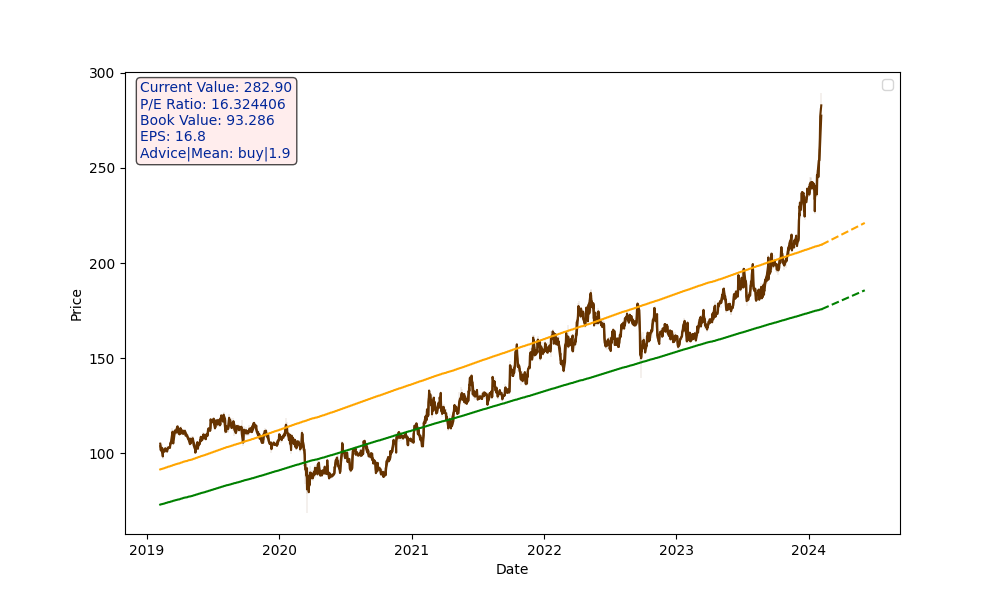 Current Value: 282.90
P/E Ratio: 16.324406
Book Value: 93.286
EPS: 16.8
Advice|Mean: buy|1.9
300
250
200
150
100
Price
2019 2020 2021 2022 2023 2024
Date